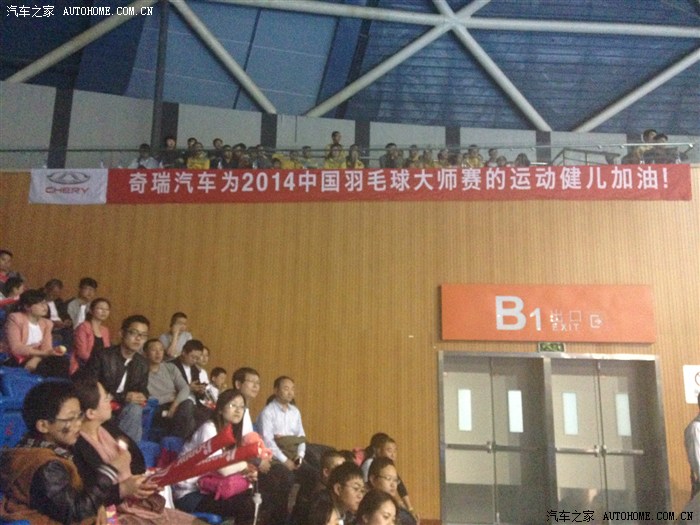 汽车之家 AUTOHOME.COM.CN
CHERY 奇瑞汽车为2014中国羽毛球大师赛的运动健儿加油！
B1 出口
EXIT
汽车之家 AUTOHOME.COM.CN